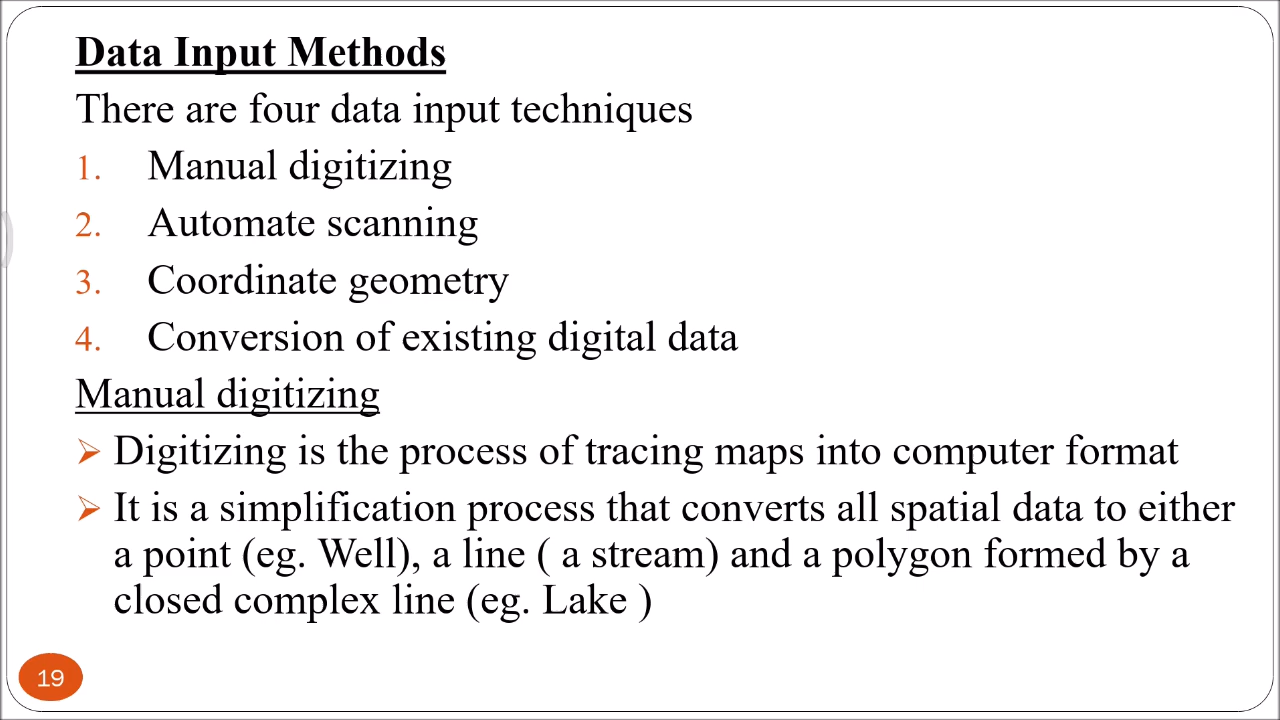 Data Input Methods
There are four data input techniques
1. Manual digitizing
2. Automate scanning
3. Coordinate geometry
4. Conversion of existing digital data
Manual digitizing
➢ Digitizing is the process of tracing maps into computer format
➢ It is a simplification process that converts all spatial data to either
a point (eg. Well), a line ( a stream) and a polygon formed by a
closed complex line (eg. Lake )
19